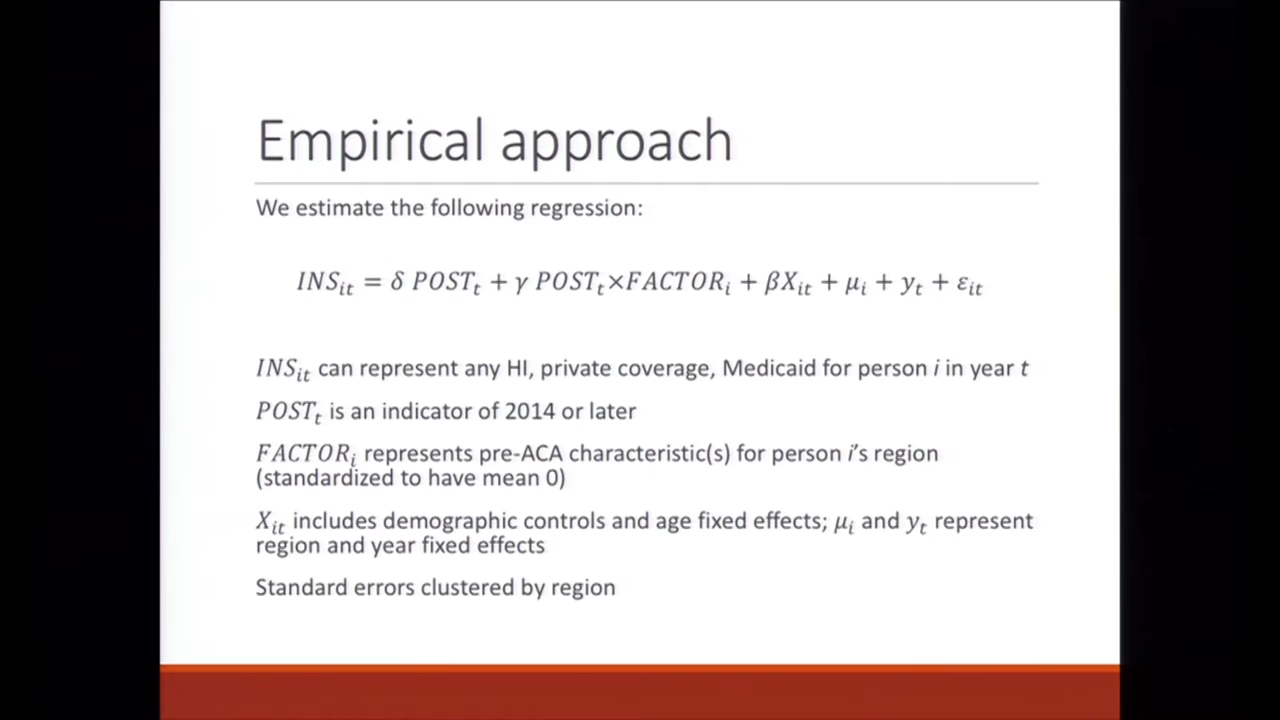 Empirical approach
We estimate the following regression:
INS_it = δ POST_t + γ POST_t×FACTOR_i + βX_it + μ_i + y_t + ε_it
INS_it can represent any HI, private coverage, Medicaid for person i in year t
POST_t is an indicator of 2014 or later
FACTOR_i represents pre-ACA characteristic(s) for person i's region
(standardized to have mean 0)
X_it includes demographic controls and age fixed effects; μ_i and y_t represent
region and year fixed effects
Standard errors clustered by region